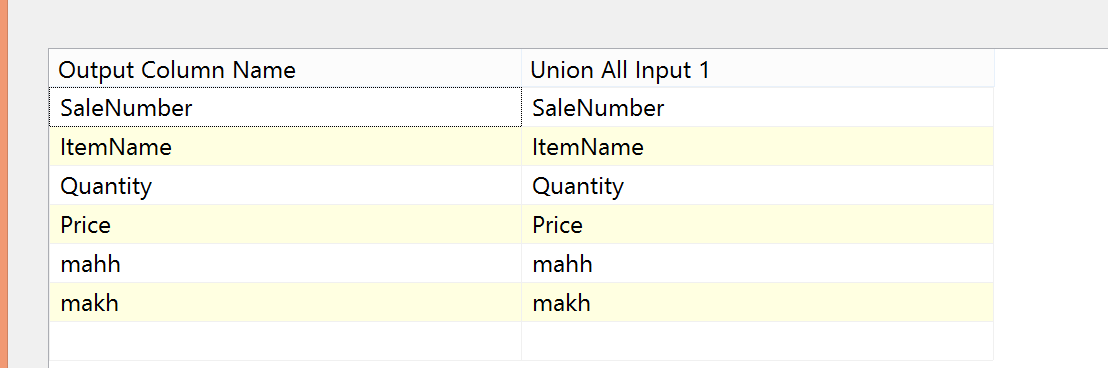 Output Column Name Union All Input 1
SaleNumber SaleNumber
ItemName ItemName
Quantity Quantity
Price Price
mahh mahh
makh makh